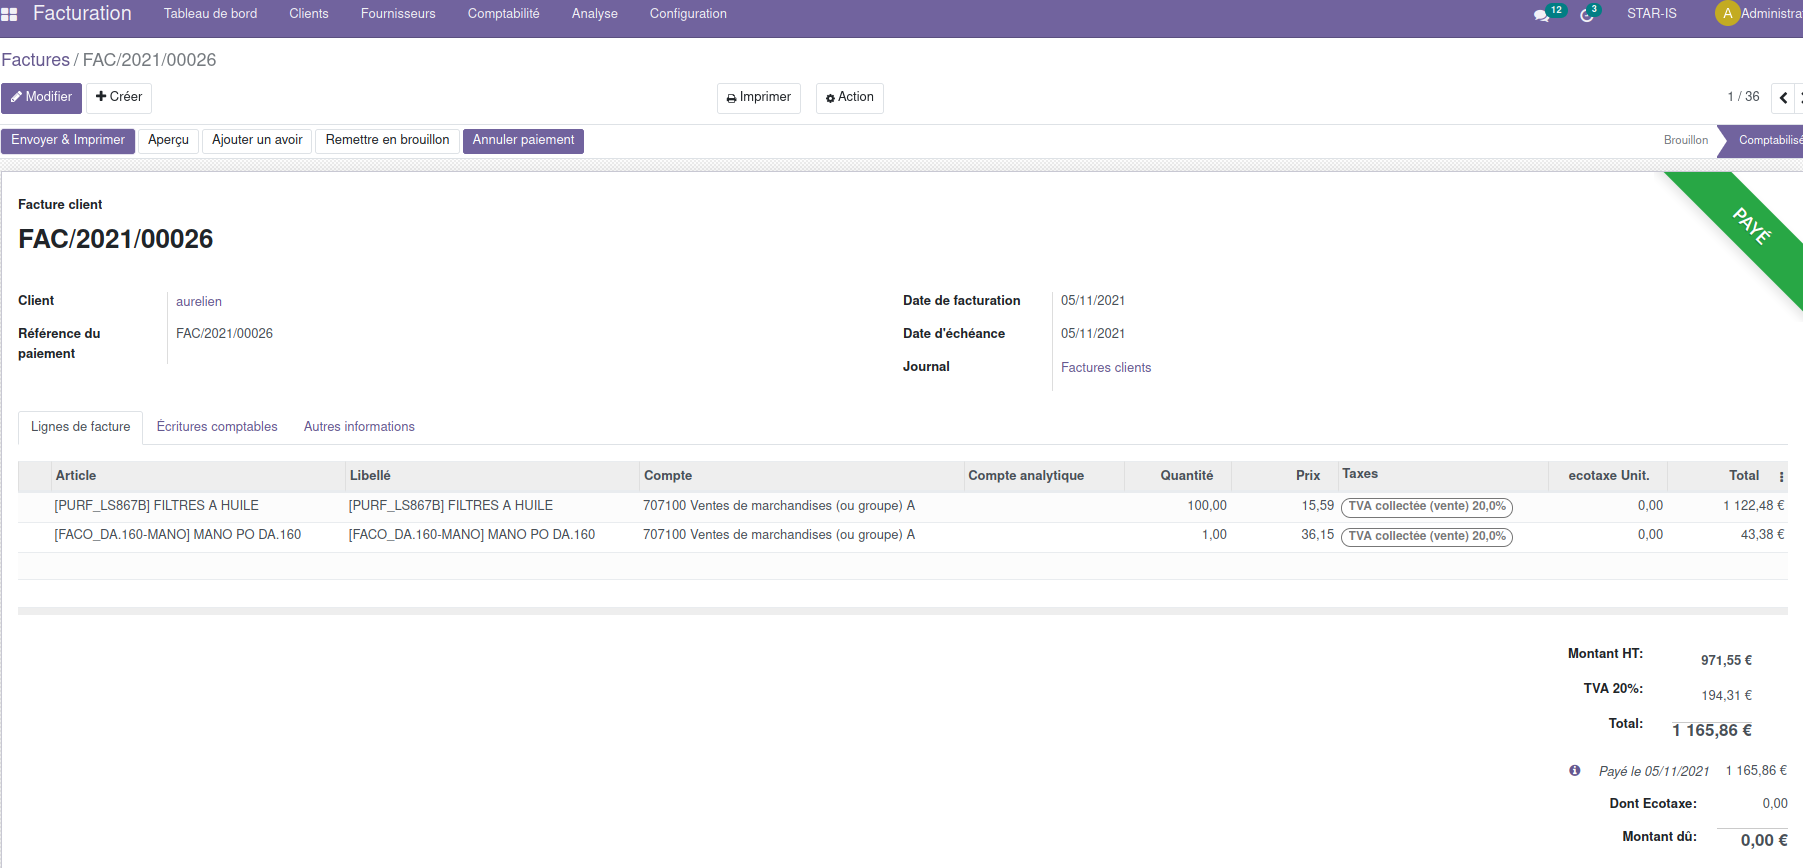 Facturation Tableau de bord Clients Fournisseurs Comptabilité Analyse Configuration 12 3 STAR-IS A Administra
Factures / FAC/2021/00026
Modifier Créer Imprimer Action 1 / 36
Envoyer & Imprimer Aperçu Ajouter un avoir Remettre en brouillon Annuler paiement Brouillon Comptabilisé
PAYÉ
Facture client
FAC/2021/00026
Client aurelien Date de facturation 05/11/2021
Référence du paiement FAC/2021/00026 Date d'échéance 05/11/2021
Journal Factures clients
Lignes de facture Écritures comptables Autres informations
Article Libellé Compte Compte analytique Quantité Prix Taxes ecotaxe Unit. Total
[PURF_LS867B] FILTRES A HUILE [PURF_LS867B] FILTRES A HUILE 707100 Ventes de marchandises (ou groupe) A 100,00 15,59 TVA collectée (vente) 20,0% 0,00 1 122,48 €
[FACO_DA.160-MANO] MANO PO DA.160 [FACO_DA.160-MANO] MANO PO DA.160 707100 Ventes de marchandises (ou groupe) A 1,00 36,15 TVA collectée (vente) 20,0% 0,00 43,38 €
Montant HT: 971,55 €
TVA 20%: 194,31 €
Total: 1 165,86 €
Payé le 05/11/2021 1 165,86 €
Dont Ecotaxe: 0,00
Montant dû: 0,00 €